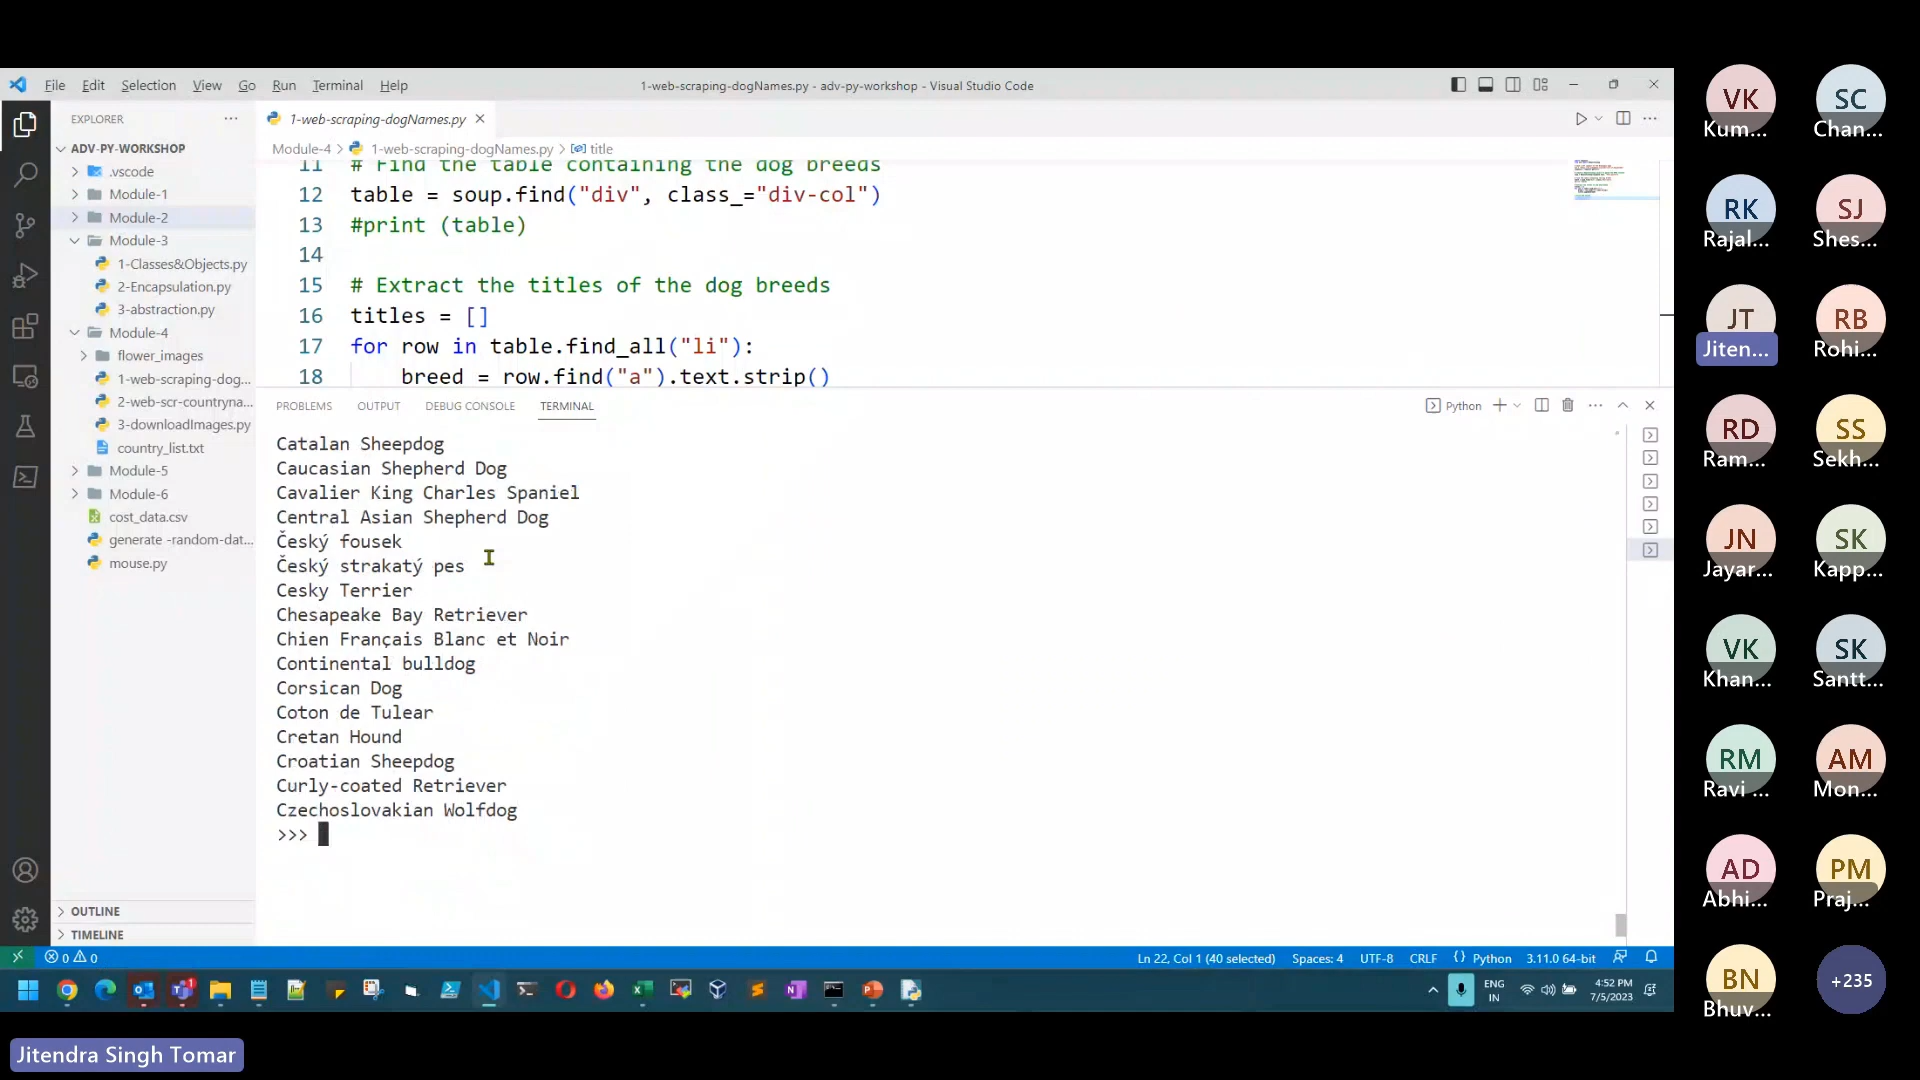 File Edit Selection View Go Run Terminal Help
1-web-scraping-dogNames.py - adv-py-workshop - Visual Studio Code
EXPLORER
1-web-scraping-dogNames.py
ADV-PY-WORKSHOP
.vscode
Module-1
Module-2
Module-3
1-Classes&Objects.py
2-Encapsulation.py
3-abstraction.py
Module-4
flower_images
1-web-scraping-dog...
2-web-scr-countryna...
3-downloadImages.py
country_list.txt
Module-5
Module-6
cost_data.csv
generate -random-dat...
mouse.py
OUTLINE
TIMELINE
Module-4 > 1-web-scraping-dogNames.py > title
11 # Find the table containing the dog breeds
12 table = soup.find("div", class_="div-col")
13 #print (table)
14
15 # Extract the titles of the dog breeds
16 titles = []
17 for row in table.find_all("li"):
18 breed = row.find("a").text.strip()
PROBLEMS OUTPUT DEBUG CONSOLE TERMINAL
Python
Catalan Sheepdog
Caucasian Shepherd Dog
Cavalier King Charles Spaniel
Central Asian Shepherd Dog
Český fousek
Český strakatý pes
Cesky Terrier
Chesapeake Bay Retriever
Chien Français Blanc et Noir
Continental bulldog
Corsican Dog
Coton de Tulear
Cretan Hound
Croatian Sheepdog
Curly-coated Retriever
Czechoslovakian Wolfdog
>>>
0 0
Ln 22, Col 1 (40 selected) Spaces: 4 UTF-8 CRLF Python 3.11.0 64-bit
ENG
IN
4:52 PM
7/5/2023
Jitendra Singh Tomar
VK
Kum...
SC
Chan...
RK
Rajal...
SJ
Shes...
JT
Jiten...
RB
Rohi...
RD
Ram...
SS
Sekh...
JN
Jayar...
SK
Kapp...
VK
Khan...
SK
Santt...
RM
Ravi ...
AM
Mon...
AD
Abhi...
PM
Praj...
BN
Bhuv...
+235